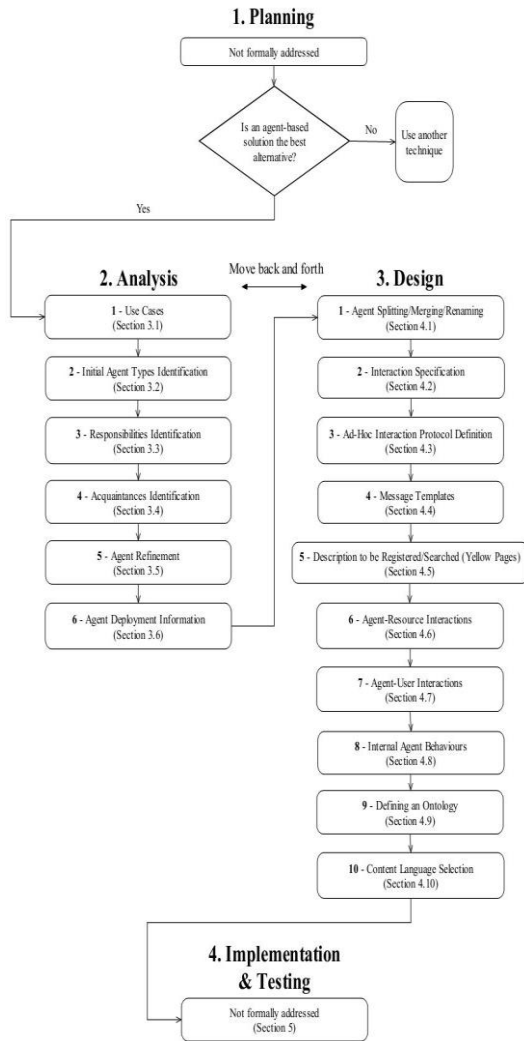 1. Planning
Not formally addressed
Is an agent-based
solution the best
alternative?
No
Use another
technique
Yes
2. Analysis
Move back and forth
3. Design
1 - Use Cases
(Section 3.1)
2 - Initial Agent Types Identification
(Section 3.2)
3 - Responsibilities Identification
(Section 3.3)
4 - Acquaintances Identification
(Section 3.4)
5 - Agent Refinement
(Section 3.5)
6 - Agent Deployment Information
(Section 3.6)
1 - Agent Splitting/Merging/Renaming
(Section 4.1)
2 - Interaction Specification
(Section 4.2)
3 - Ad-Hoc Interaction Protocol Definition
(Section 4.3)
4 - Message Templates
(Section 4.4)
5 - Description to be Registered/Searched (Yellow Pages)
(Section 4.5)
6 - Agent-Resource Interactions
(Section 4.6)
7 - Agent-User Interactions
(Section 4.7)
8 - Internal Agent Behaviours
(Section 4.8)
9 - Defining an Ontology
(Section 4.9)
10 - Content Language Selection
(Section 4.10)
4. Implementation
& Testing
Not formally addressed
(Section 5)